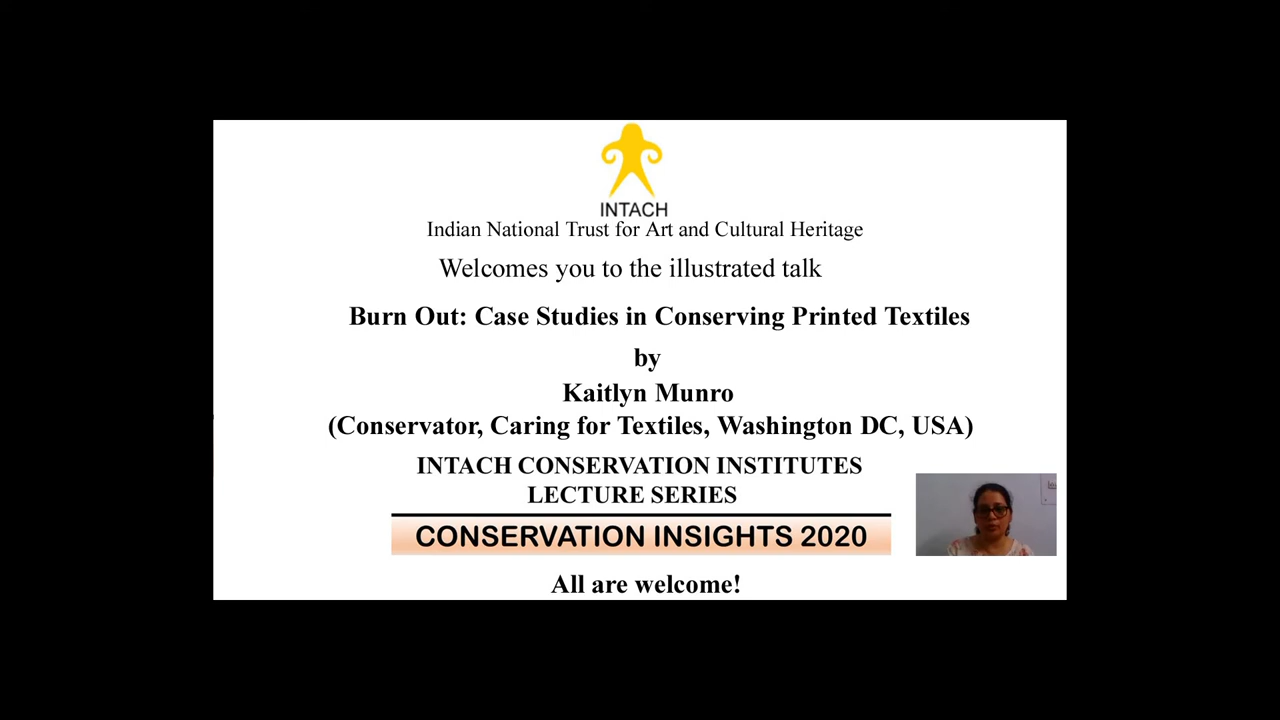 INTACH
Indian National Trust for Art and Cultural Heritage
Welcomes you to the illustrated talk
Burn Out: Case Studies in Conserving Printed Textiles
by
Kaitlyn Munro
(Conservator, Caring for Textiles, Washington DC, USA)
INTACH CONSERVATION INSTITUTES
LECTURE SERIES
CONSERVATION INSIGHTS 2020
All are welcome!